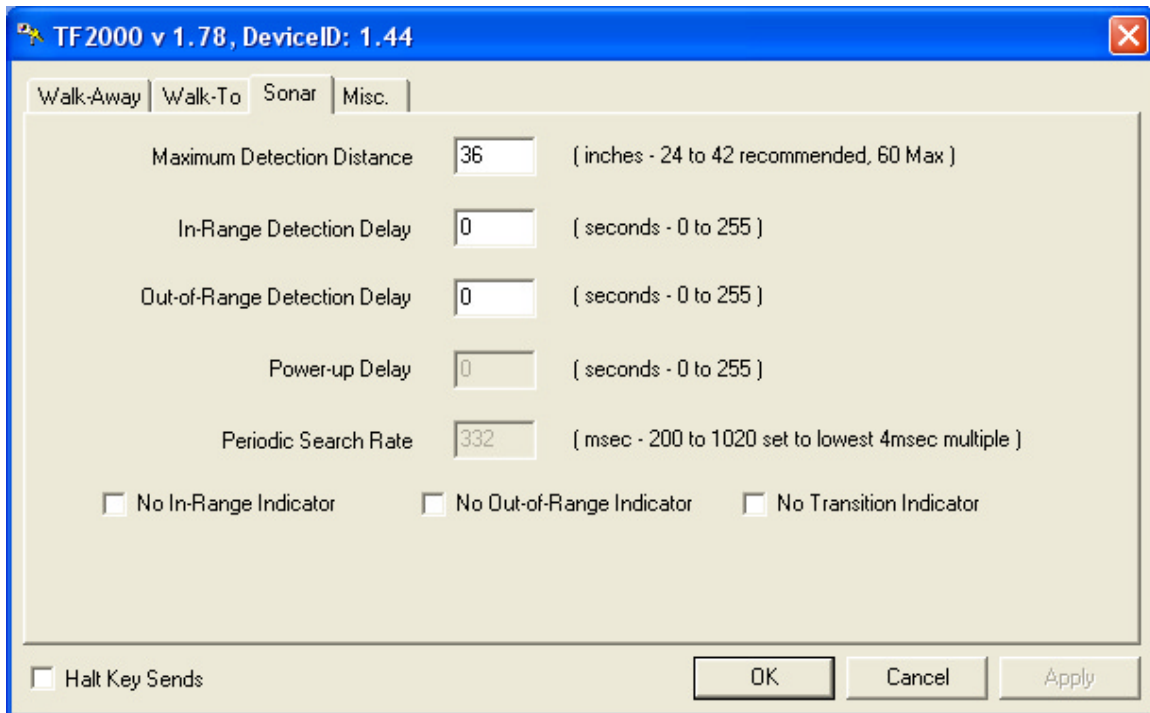 TF2000 v 1.78, DeviceID: 1.44
Walk-Away Walk-To Sonar Misc.
Maximum Detection Distance 36 ( inches - 24 to 42 recommended, 60 Max )
In-Range Detection Delay 0 ( seconds - 0 to 255 )
Out-of-Range Detection Delay 0 ( seconds - 0 to 255 )
Power-up Delay 0 ( seconds - 0 to 255 )
Periodic Search Rate 332 ( msec - 200 to 1020 set to lowest 4msec multiple )
No In-Range Indicator No Out-of-Range Indicator No Transition Indicator
Halt Key Sends OK Cancel Apply